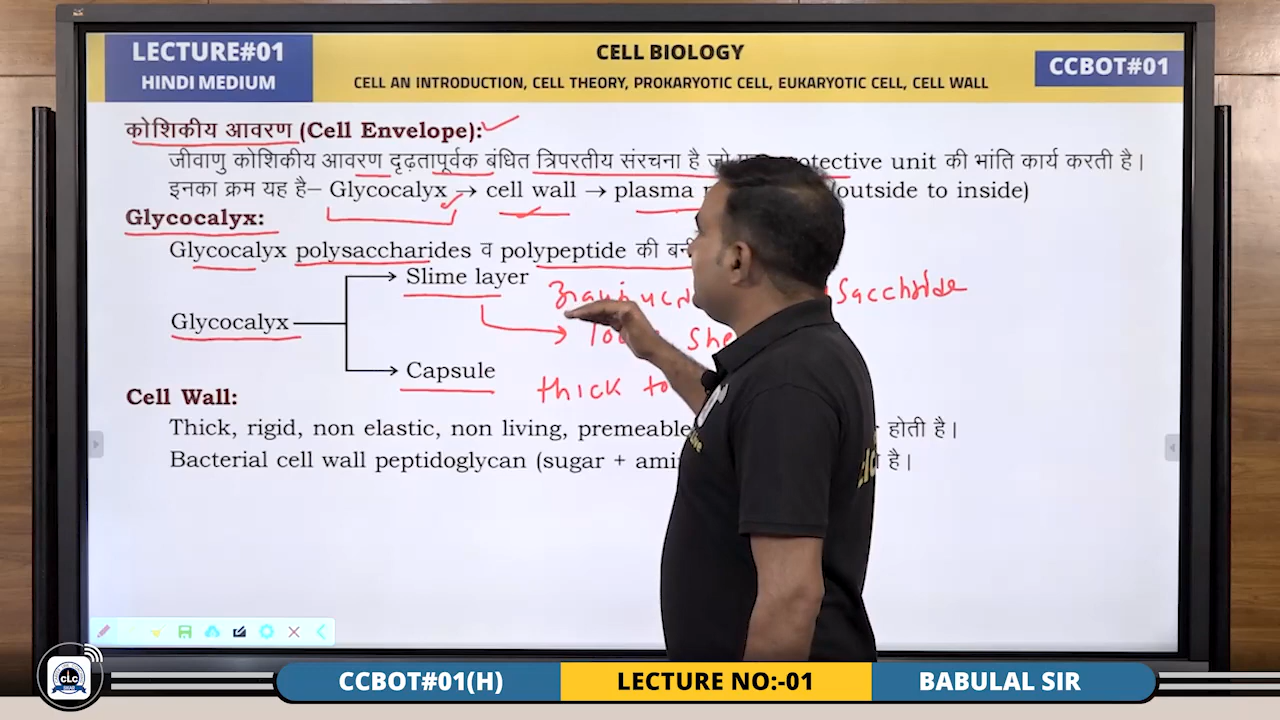 LECTURE#01
HINDI MEDIUM
CELL BIOLOGY
CELL AN INTRODUCTION, CELL THEORY, PROKARYOTIC CELL, EUKARYOTIC CELL, CELL WALL
CCBOT#01
कोशिकीय आवरण (Cell Envelope):
जीवाणु कोशिकीय आवरण दृढ़तापूर्वक बंधित त्रिपरतीय संरचना है जो unit की भांति कार्य करती है।
इनका क्रम यह है– Glycocalyx → cell wall → plasma (outside to inside)
Glycocalyx:
Glycocalyx polysaccharides व polypeptide की
Slime layer
Saccharide
Glycocalyx
Capsule
thick
Cell Wall:
Thick, rigid, non elastic, non living, premeable होती है।
Bacterial cell wall peptidoglycan (sugar + है।
CLC
CCBOT#01(H)
LECTURE NO:-01
BABULAL SIR